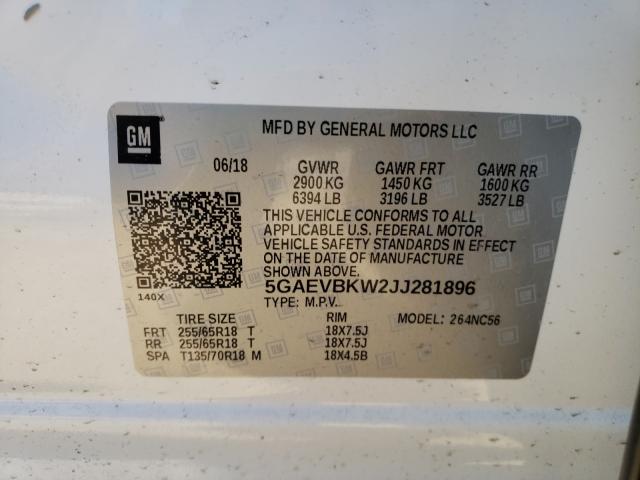 GM
MFD BY GENERAL MOTORS LLC
06/18 GVWR GAWR FRT GAWR RR
2900 KG 1450 KG 1600 KG
6394 LB 3196 LB 3527 LB
THIS VEHICLE CONFORMS TO ALL
APPLICABLE U.S. FEDERAL MOTOR
VEHICLE SAFETY STANDARDS IN EFFECT
ON THE DATE OF MANUFACTURE
SHOWN ABOVE.
140X
5GAEVBKW2JJ281896
TYPE: M.P.V.
TIRE SIZE RIM MODEL: 264NC56
FRT 255/65R18 T 18X7.5J
RR 255/65R18 T 18X7.5J
SPA T135/70R18 M 18X4.5B